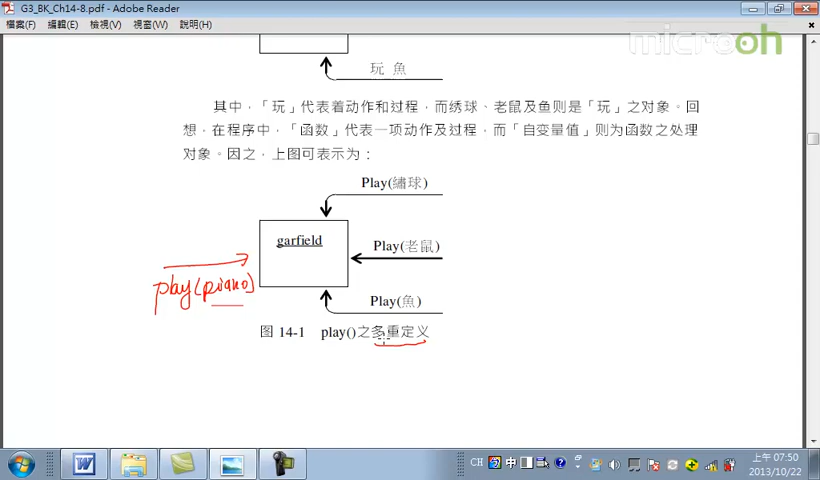 G3_BK_Ch14-8.pdf - Adobe Reader
檔案(F) 編輯(E) 檢視(V) 視窗(W) 說明(H)
microoh
玩 魚
其中，「玩」代表着动作和过程，而绣球、老鼠及鱼则是「玩」之对象。回
想，在程序中，「函数」代表一项动作及过程，而「自变量值」则为函数之处理
对象。因之，上图可表示为：
Play(繡球)
garfield
Play(老鼠)
play(piano)
Play(魚)
图 14-1 play()之多重定义
CH 中
上午 07:50
2013/10/22